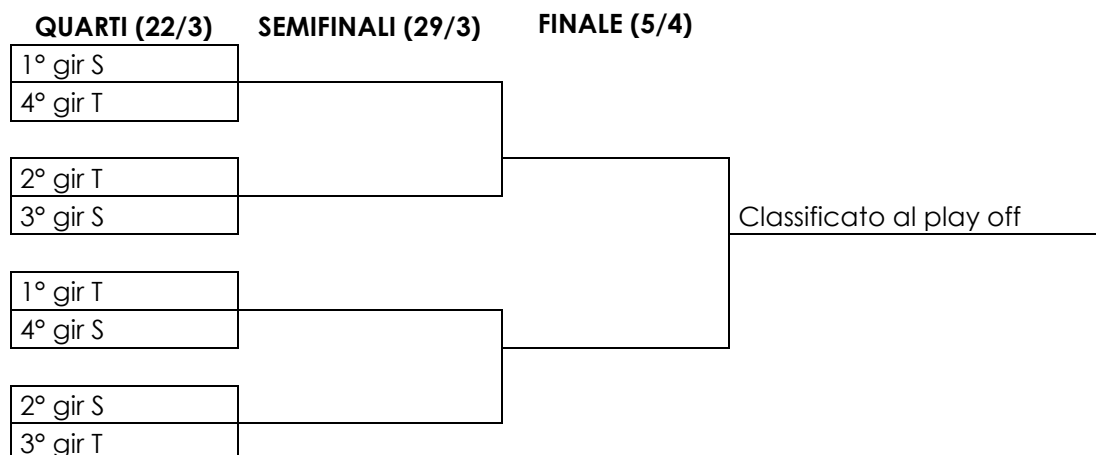 QUARTI (22/3) SEMIFINALI (29/3) FINALE (5/4)
1° gir S
4° gir T
2° gir T
3° gir S
Classificato al play off
1° gir T
4° gir S
2° gir S
3° gir T